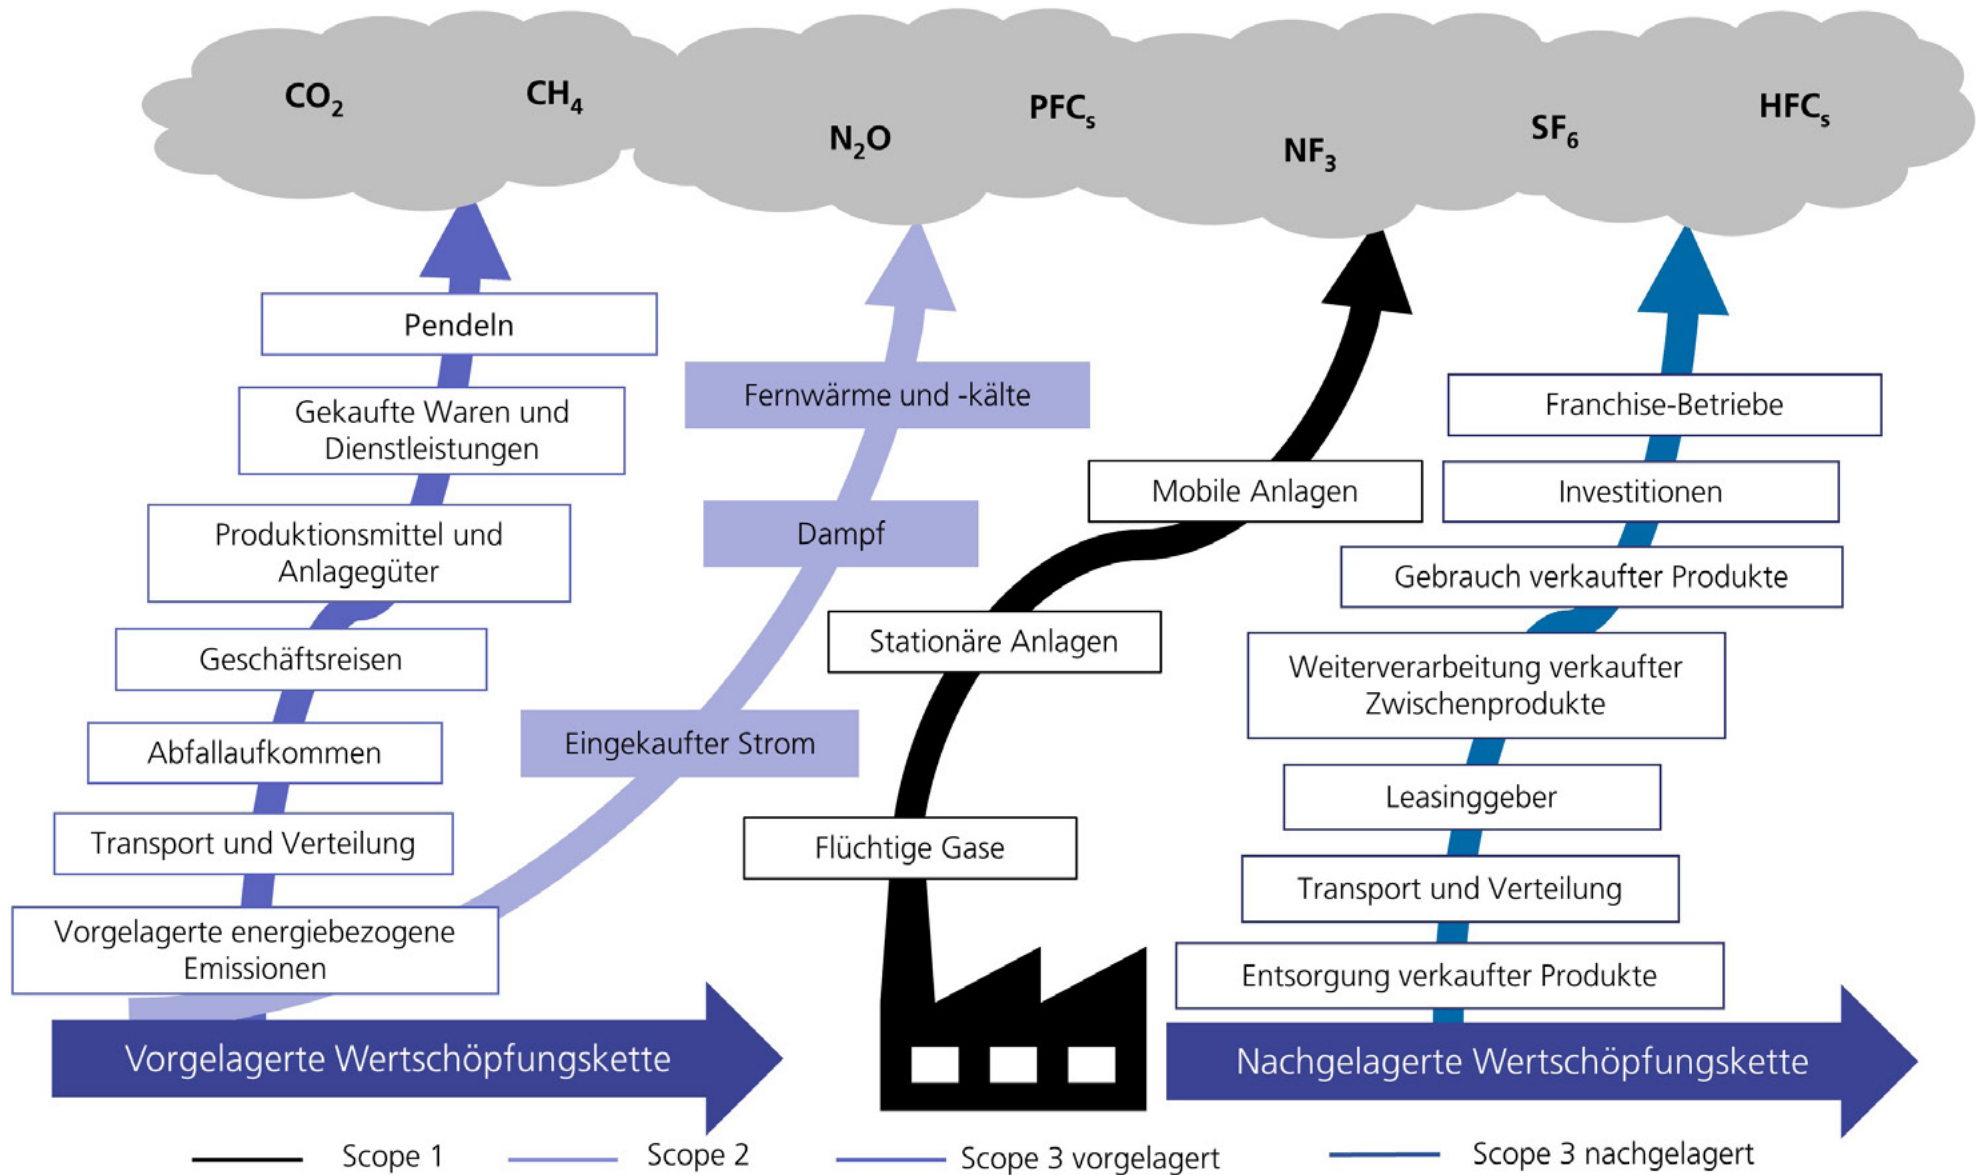 CO₂
CH₄
N₂O
PFCₛ
NF₃
SF₆
HFCₛ
Pendeln
Gekaufte Waren und
Dienstleistungen
Produktionsmittel und
Anlagegüter
Geschäftsreisen
Abfallaufkommen
Transport und Verteilung
Vorgelagerte energiebezogene
Emissionen
Fernwärme und -kälte
Dampf
Eingekaufter Strom
Mobile Anlagen
Stationäre Anlagen
Flüchtige Gase
Franchise-Betriebe
Investitionen
Gebrauch verkaufter Produkte
Weiterverarbeitung verkaufter
Zwischenprodukte
Leasinggeber
Transport und Verteilung
Entsorgung verkaufter Produkte
Vorgelagerte Wertschöpfungskette
Nachgelagerte Wertschöpfungskette
Scope 1
Scope 2
Scope 3 vorgelagert
Scope 3 nachgelagert